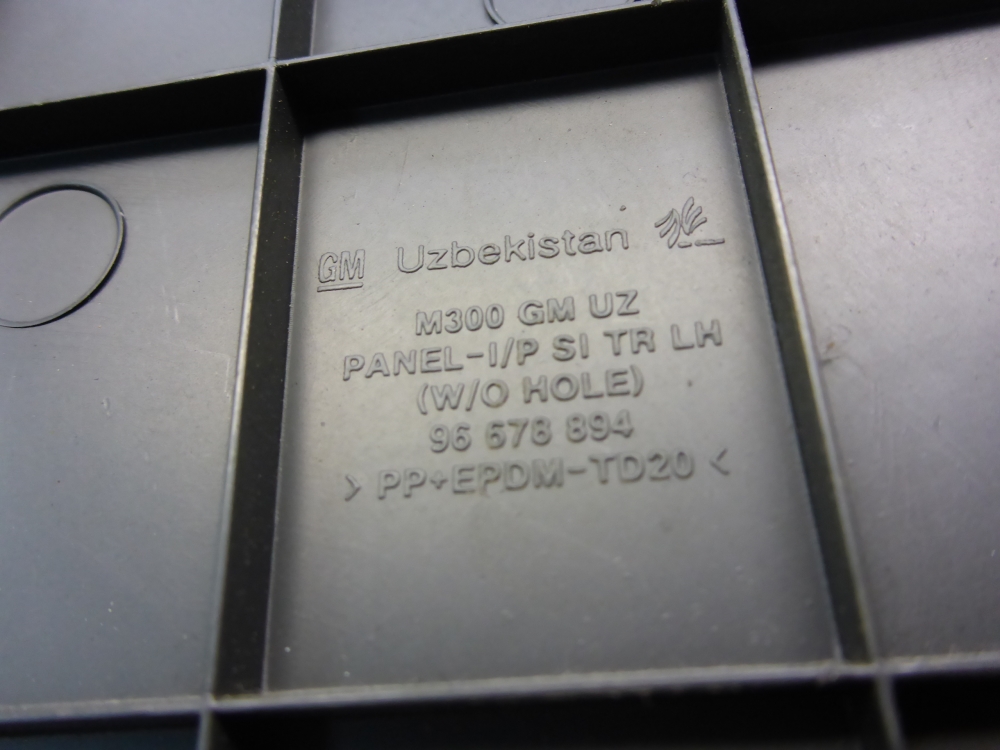 GM Uzbekistan
M300 GM UZ
PANEL-I/P SI TR LH
(W/O HOLE)
96 678 894
> PP+EPDM-TD20 <